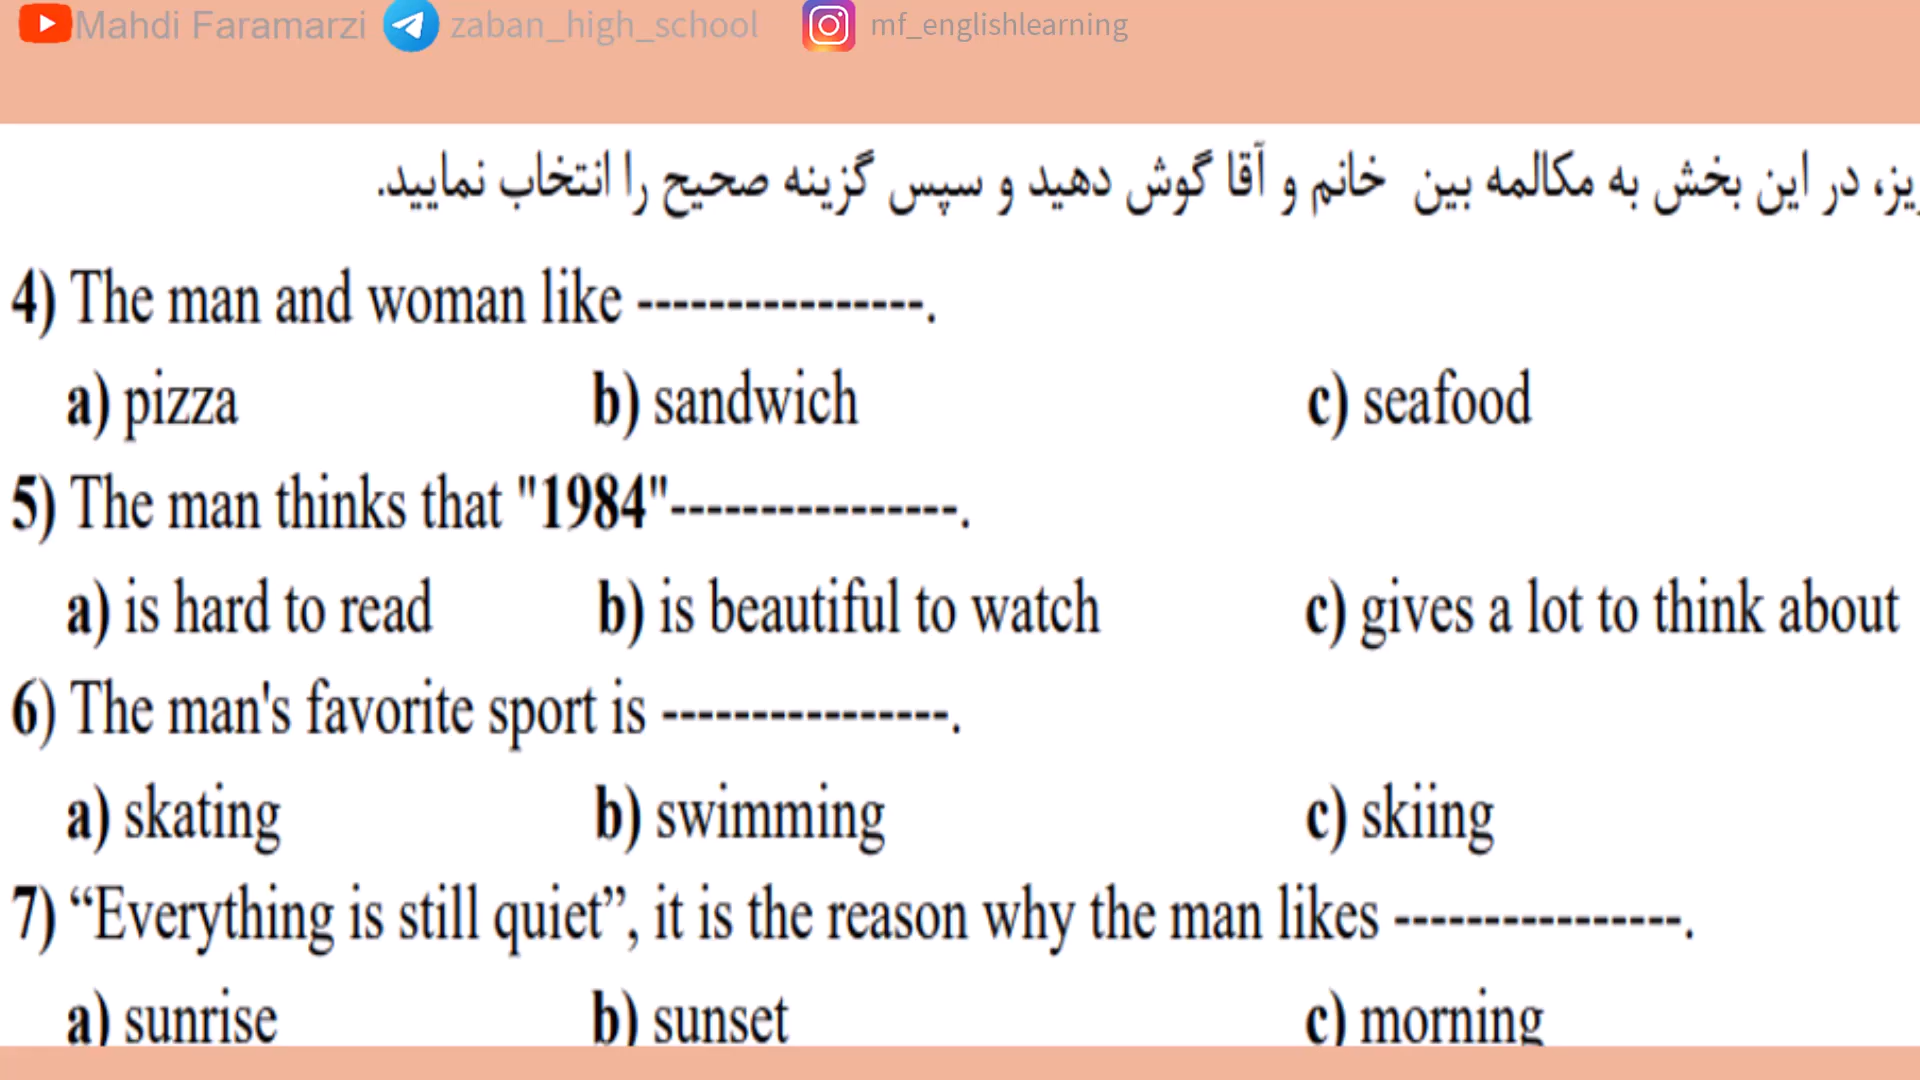 Mahdi Faramarzi zaban_high_school mf_englishlearning
در این بخش به مکالمه بین خانم و آقا گوش دهید و سپس گزینه صحیح را انتخاب نمایید.
4) The man and woman like ----------------.
a) pizza b) sandwich c) seafood
5) The man thinks that "1984"----------------.
a) is hard to read b) is beautiful to watch c) gives a lot to think about
6) The man's favorite sport is ----------------.
a) skating b) swimming c) skiing
7) “Everything is still quiet”, it is the reason why the man likes ----------------.
a) sunrise b) sunset c) morning